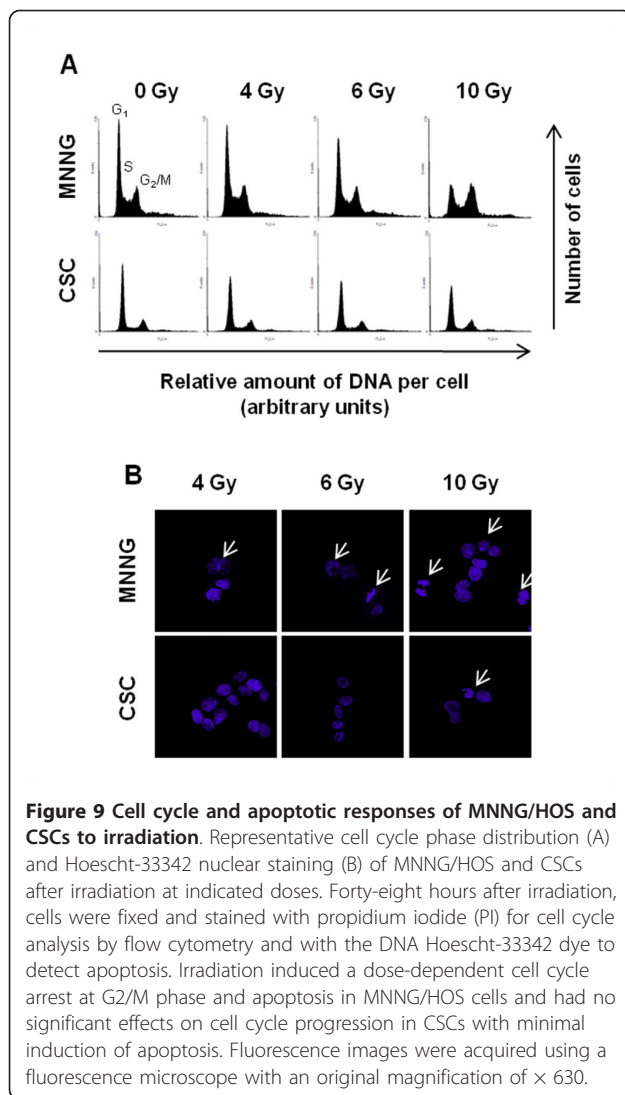 A
0 Gy 4 Gy 6 Gy 10 Gy
G1
S
G2/M
MNNG
CSC
Number of cells
Relative amount of DNA per cell
(arbitrary units)
B
4 Gy 6 Gy 10 Gy
MNNG
CSC
Figure 9 Cell cycle and apoptotic responses of MNNG/HOS and
CSCs to irradiation. Representative cell cycle phase distribution (A)
and Hoescht-33342 nuclear staining (B) of MNNG/HOS and CSCs
after irradiation at indicated doses. Forty-eight hours after irradiation,
cells were fixed and stained with propidium iodide (PI) for cell cycle
analysis by flow cytometry and with the DNA Hoescht-33342 dye to
detect apoptosis. Irradiation induced a dose-dependent cell cycle
arrest at G2/M phase and apoptosis in MNNG/HOS cells and had no
significant effects on cell cycle progression in CSCs with minimal
induction of apoptosis. Fluorescence images were acquired using a
fluorescence microscope with an original magnification of × 630.